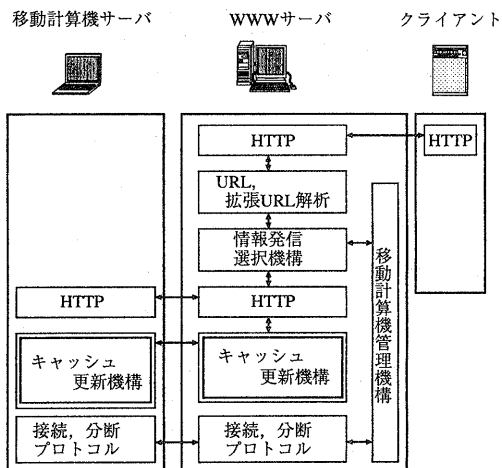 移動計算機サーバ
WWWサーバ
クライアント
HTTP
HTTP
URL,
拡張URL解析
情報発信
選択機構
移動計算機管理機構
HTTP
HTTP
キャッシュ
更新機構
キャッシュ
更新機構
接続，分断
プロトコル
接続，分断
プロトコル